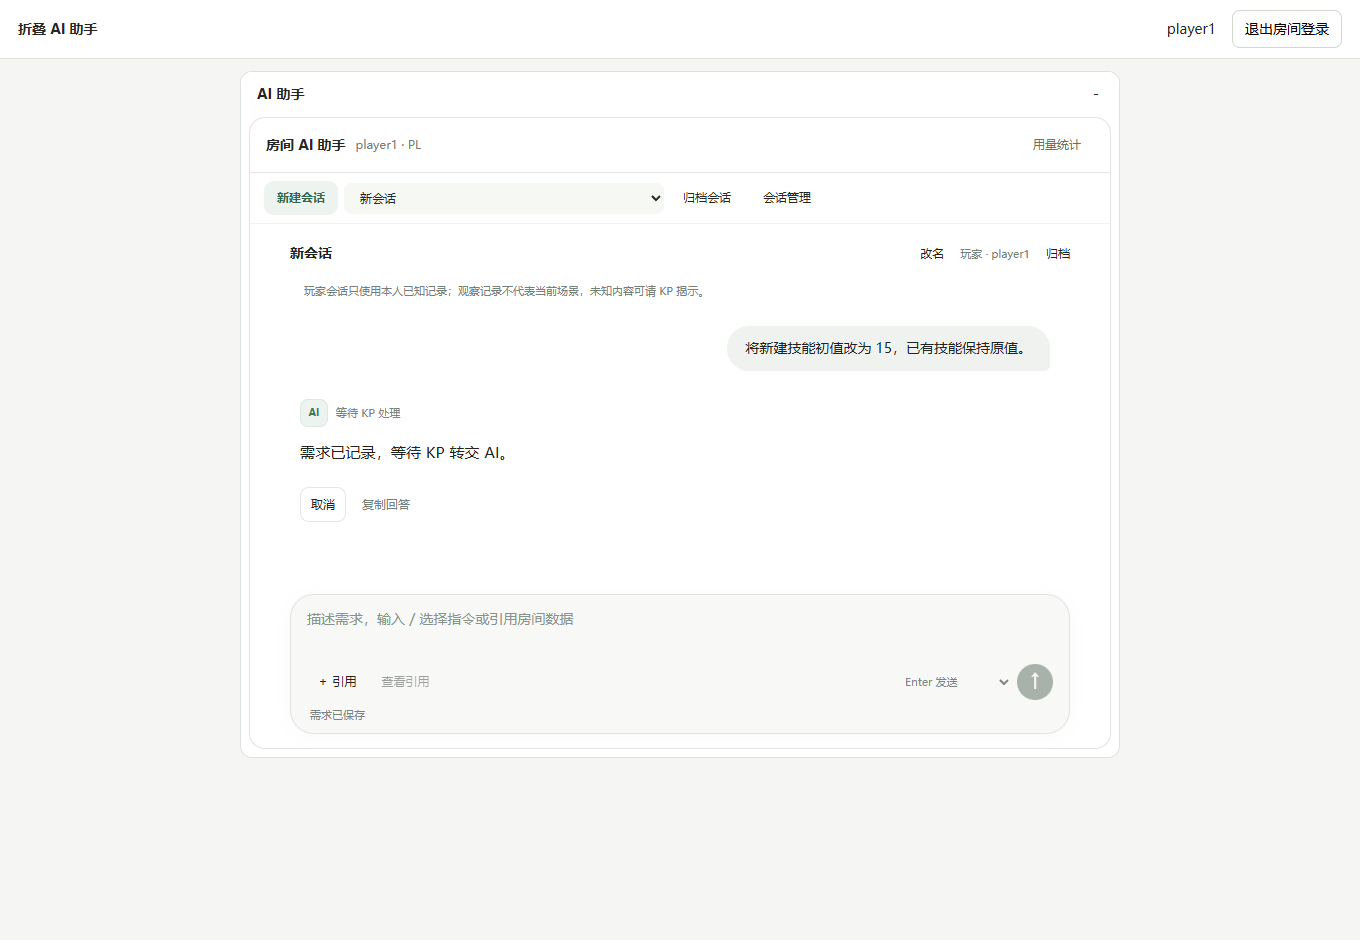 折叠 AI 助手
player1
退出房间登录
AI 助手
-
房间 AI 助手 player1 · PL
用量统计
新建会话
新会话
归档会话
会话管理
新会话
改名
玩家 · player1
归档
玩家会话只使用本人已知记录；观察记录不代表当前场景，未知内容可请 KP 揭示。
将新建技能初值改为 15，已有技能保持原值。
AI 等待 KP 处理
需求已记录，等待 KP 转交 AI。
取消
复制回答
描述需求，输入 / 选择指令或引用房间数据
+ 引用
查看引用
Enter 发送
↑
需求已保存